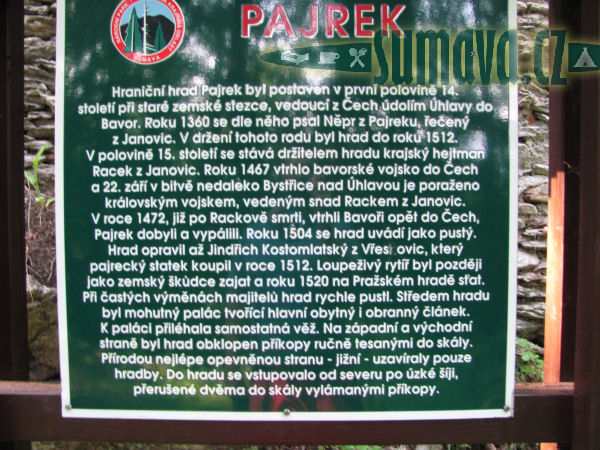 PAJREK
šumava.cz
ŠUMAVA
Hraniční hrad Pajrek byl postaven v první polovině 14.
století při staré zemské stezce, vedoucí z Čech údolím Úhlavy do
Bavor. Roku 1360 se dle něho psal Něpr z Pajreku, řečený
z Janovic. V držení tohoto rodu byl hrad do roku 1512.
V polovině 15. století se stává držitelem hradu krajský hejtman
Racek z Janovic. Roku 1467 vtrhlo bavorské vojsko do Čech
a 22. září v bitvě nedaleko Bystřice nad Úhlavou je poraženo
královským vojskem, vedeným snad Rackem z Janovic.
V roce 1472, již po Rackově smrti, vtrhli Bavoři opět do Čech,
Pajrek dobyli a vypálili. Roku 1504 se hrad uvádí jako pustý.
Hrad opravil až Jindřich Kostomlatský z Vřes ovic, který
pajrecký statek koupil v roce 1512. Loupeživý rytíř byl později
jako zemský škůdce zajat a roku 1520 na Pražském hradě sťat.
Při častých výměnách majitelů hrad rychle pustl. Středem hradu
byl mohutný palác tvořící hlavní obytný i obranný článek.
K paláci přiléhala samostatná věž. Na západní a východní
straně byl hrad obklopen příkopy ručně tesanými do skály.
Přírodou nejlépe opevněnou stranu - jižní - uzavíraly pouze
hradby. Do hradu se vstupovalo od severu po úzké šíji,
přerušené dvěma do skály vylámanými příkopy.